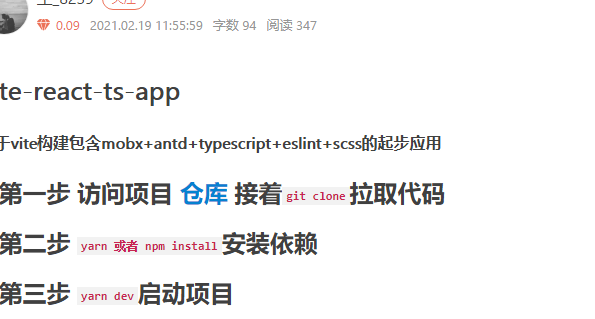 _8259 关注
0.09 2021.02.19 11:55:59 字数 94 阅读 347
te-react-ts-app
于vite构建包含mobx+antd+typescript+eslint+scss的起步应用
第一步 访问项目 仓库 接着 git clone 拉取代码
第二步 yarn 或者 npm install 安装依赖
第三步 yarn dev 启动项目